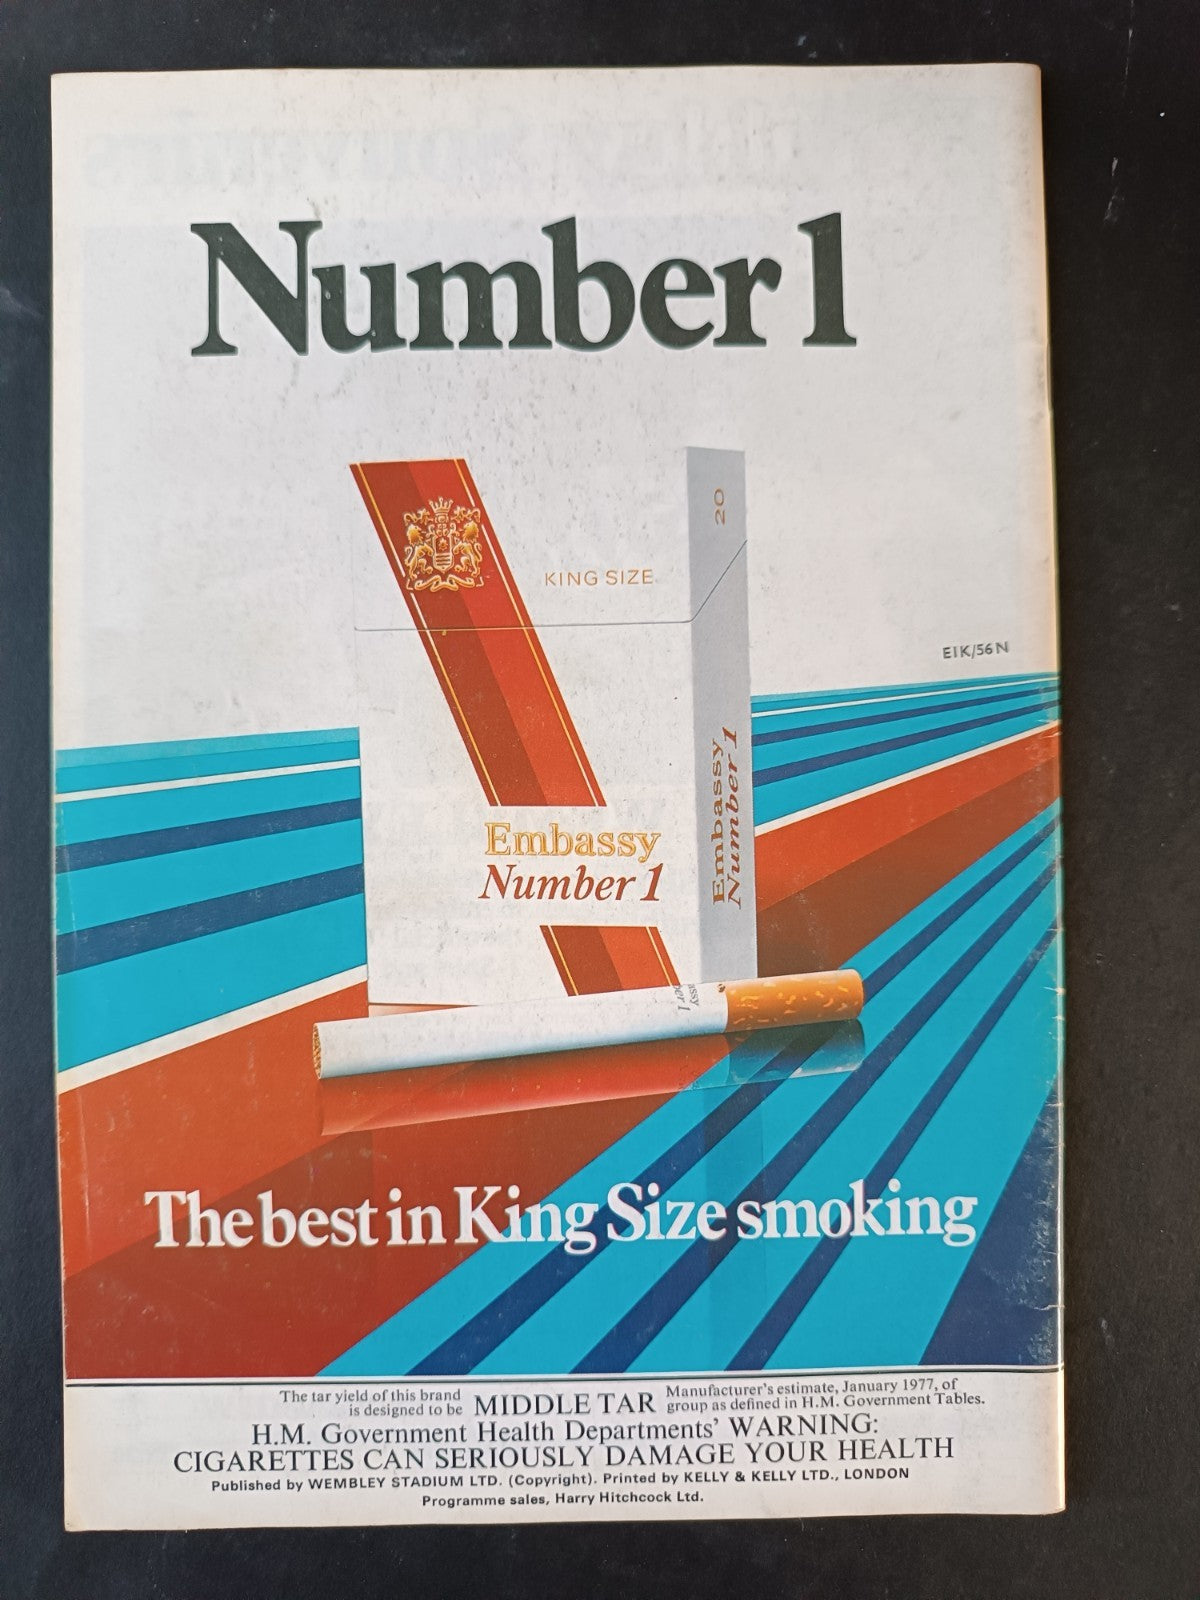 Number 1
20
KING SIZE
EIK/56N
Embassy
Number 1
Embassy
Number 1
The best in King Size smoking
The tar yield of this brand
is designed to be
MIDDLE TAR
Manufacturer's estimate, January 1977, of
group as defined in H.M. Government Tables.
H.M. Government Health Departments' WARNING:
CIGARETTES CAN SERIOUSLY DAMAGE YOUR HEALTH
Published by WEMBLEY STADIUM LTD. (Copyright). Printed by KELLY & KELLY LTD., LONDON
Programme sales, Harry Hitchcock Ltd.